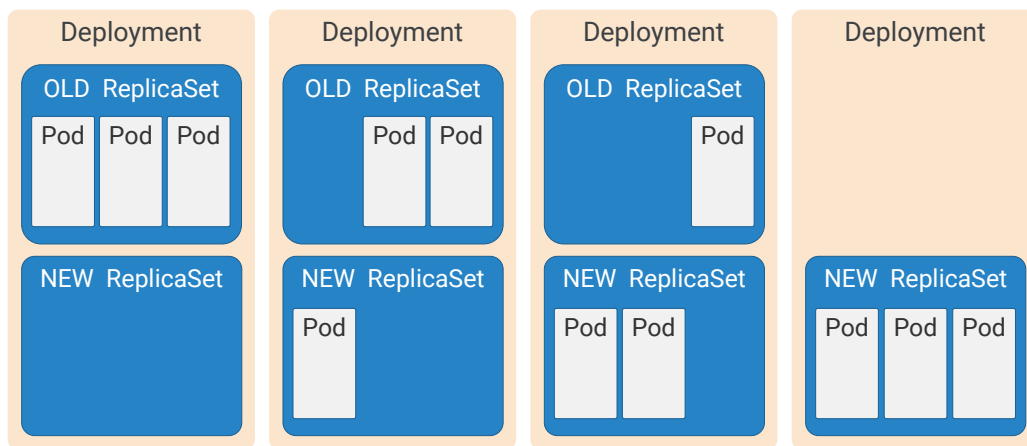 Deployment
OLD ReplicaSet
Pod Pod Pod
NEW ReplicaSet
Deployment
OLD ReplicaSet
Pod Pod
NEW ReplicaSet
Pod
Deployment
OLD ReplicaSet
Pod
NEW ReplicaSet
Pod Pod
Deployment
NEW ReplicaSet
Pod Pod Pod